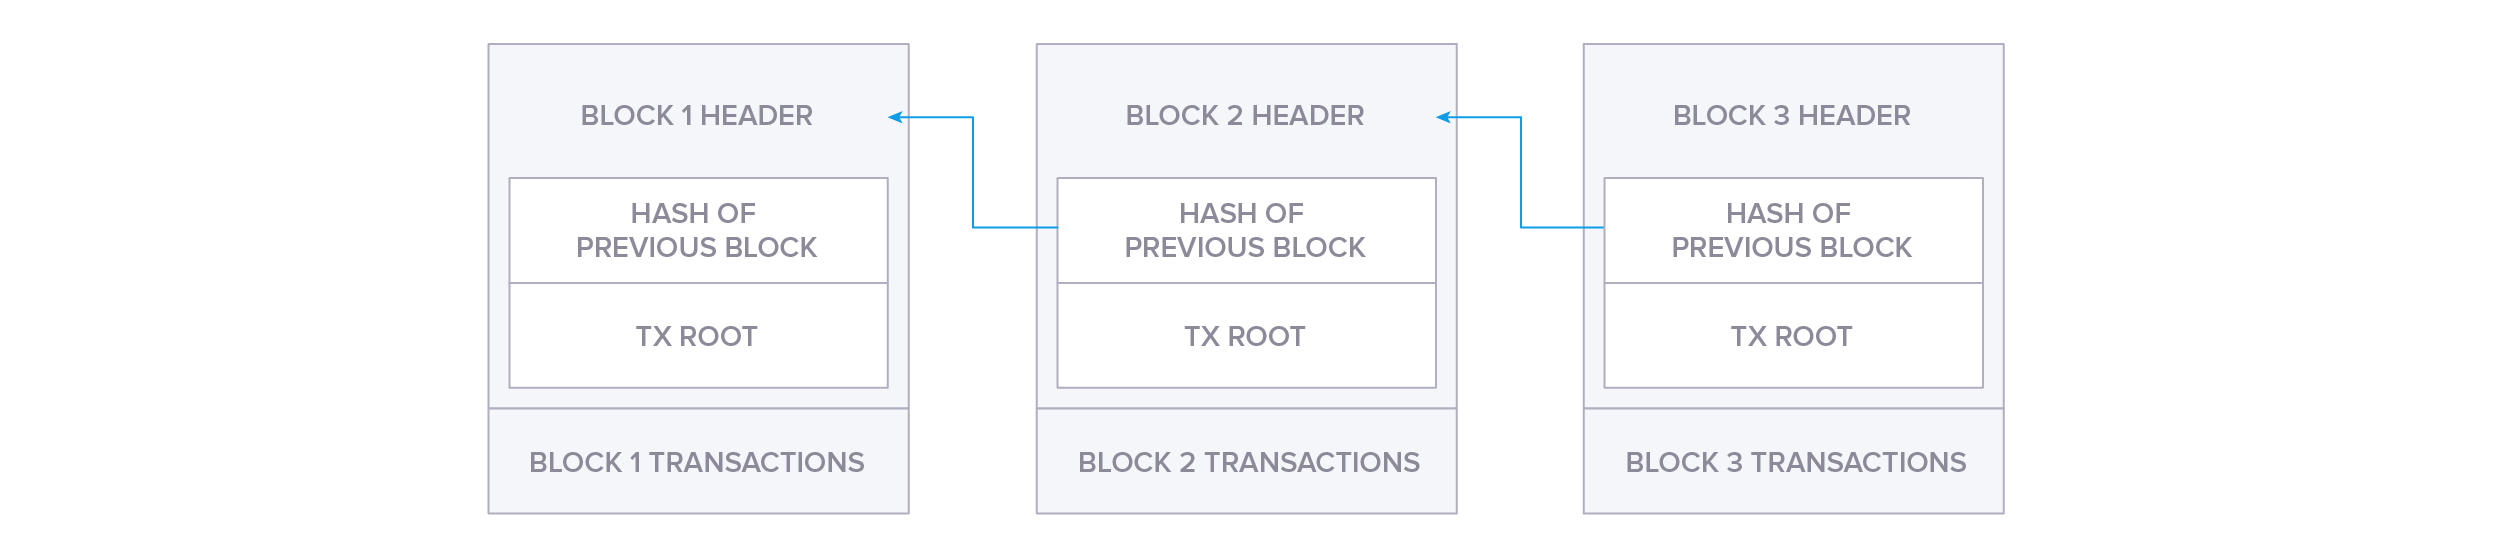 BLOCK 1 HEADER
HASH OF
PREVIOUS BLOCK
TX ROOT
BLOCK 1 TRANSACTIONS
BLOCK 2 HEADER
HASH OF
PREVIOUS BLOCK
TX ROOT
BLOCK 2 TRANSACTIONS
BLOCK 3 HEADER
HASH OF
PREVIOUS BLOCK
TX ROOT
BLOCK 3 TRANSACTIONS